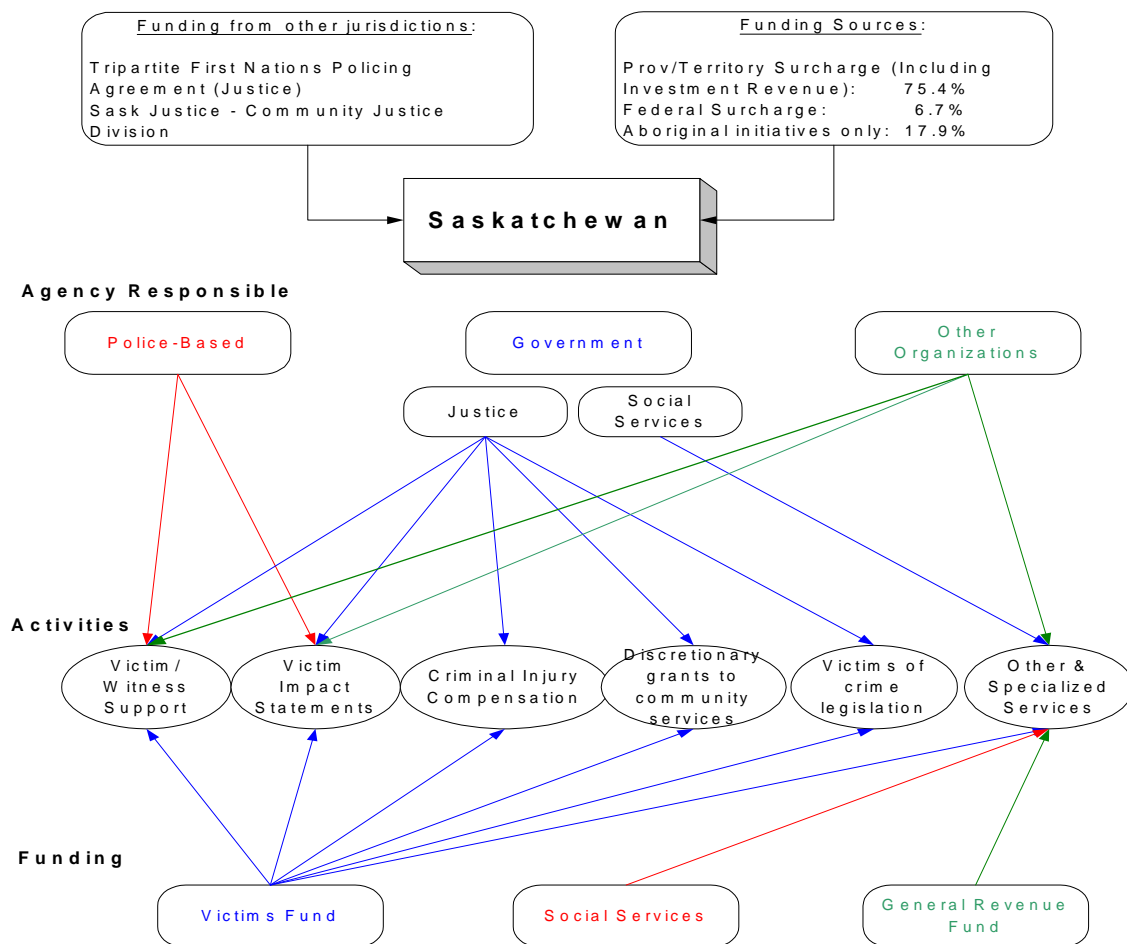 Funding from other jurisdictions:
Tripartite First Nations Policing
Agreement (Justice)
Sask Justice - Community Justice
Division
Funding Sources:
Prov/Territory Surcharge (Including
Investment Revenue): 75.4%
Federal Surcharge: 6.7%
Aboriginal initiatives only: 17.9%
Saskatchewan
Agency Responsible
Police-Based
Government
Other
Organizations
Justice
Social
Services
Activities
Victim/
Witness
Support
Victim
Impact
Statements
Criminal Injury
Compensation
Discretionary
grants to
community
services
Victims of
crime
legislation
Other &
Specialized
Services
Funding
Victims Fund
Social Services
General Revenue
Fund